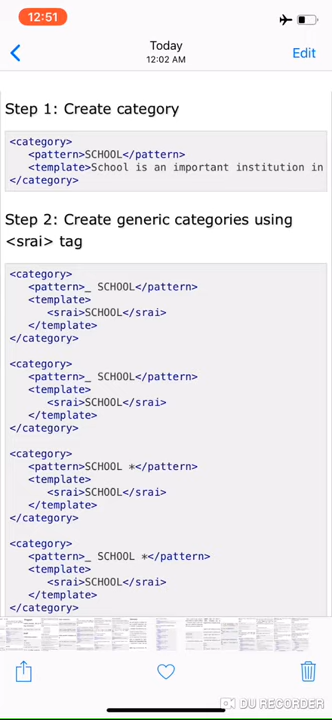 12:51
Today
12:02 AM
Edit
Step 1: Create category
<category>
<pattern>SCHOOL</pattern>
<template>School is an important institution in
</category>
Step 2: Create generic categories using
<srai> tag
<category>
<pattern>_ SCHOOL</pattern>
<template>
<srai>SCHOOL</srai>
</template>
</category>
<category>
<pattern>_ SCHOOL</pattern>
<template>
<srai>SCHOOL</srai>
</template>
</category>
<category>
<pattern>SCHOOL *</pattern>
<template>
<srai>SCHOOL</srai>
</template>
</category>
<category>
<pattern>_ SCHOOL *</pattern>
<template>
<srai>SCHOOL</srai>
</template>
</category>
DU RECORDER